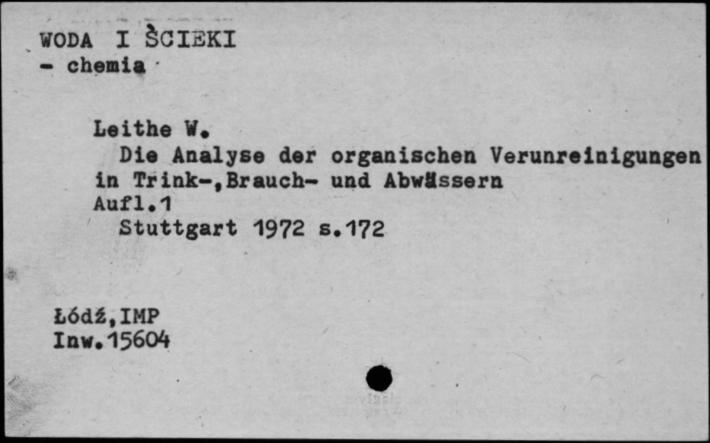 WODA I ŚCIEKI
- chemia
Leithe W.
Die Analyse der organischen Verunreinigungen
in Trink-,Brauch- und Abwässern
Aufl.1
Stuttgart 1972 s.172
Łódź,IMP
Inw.15604